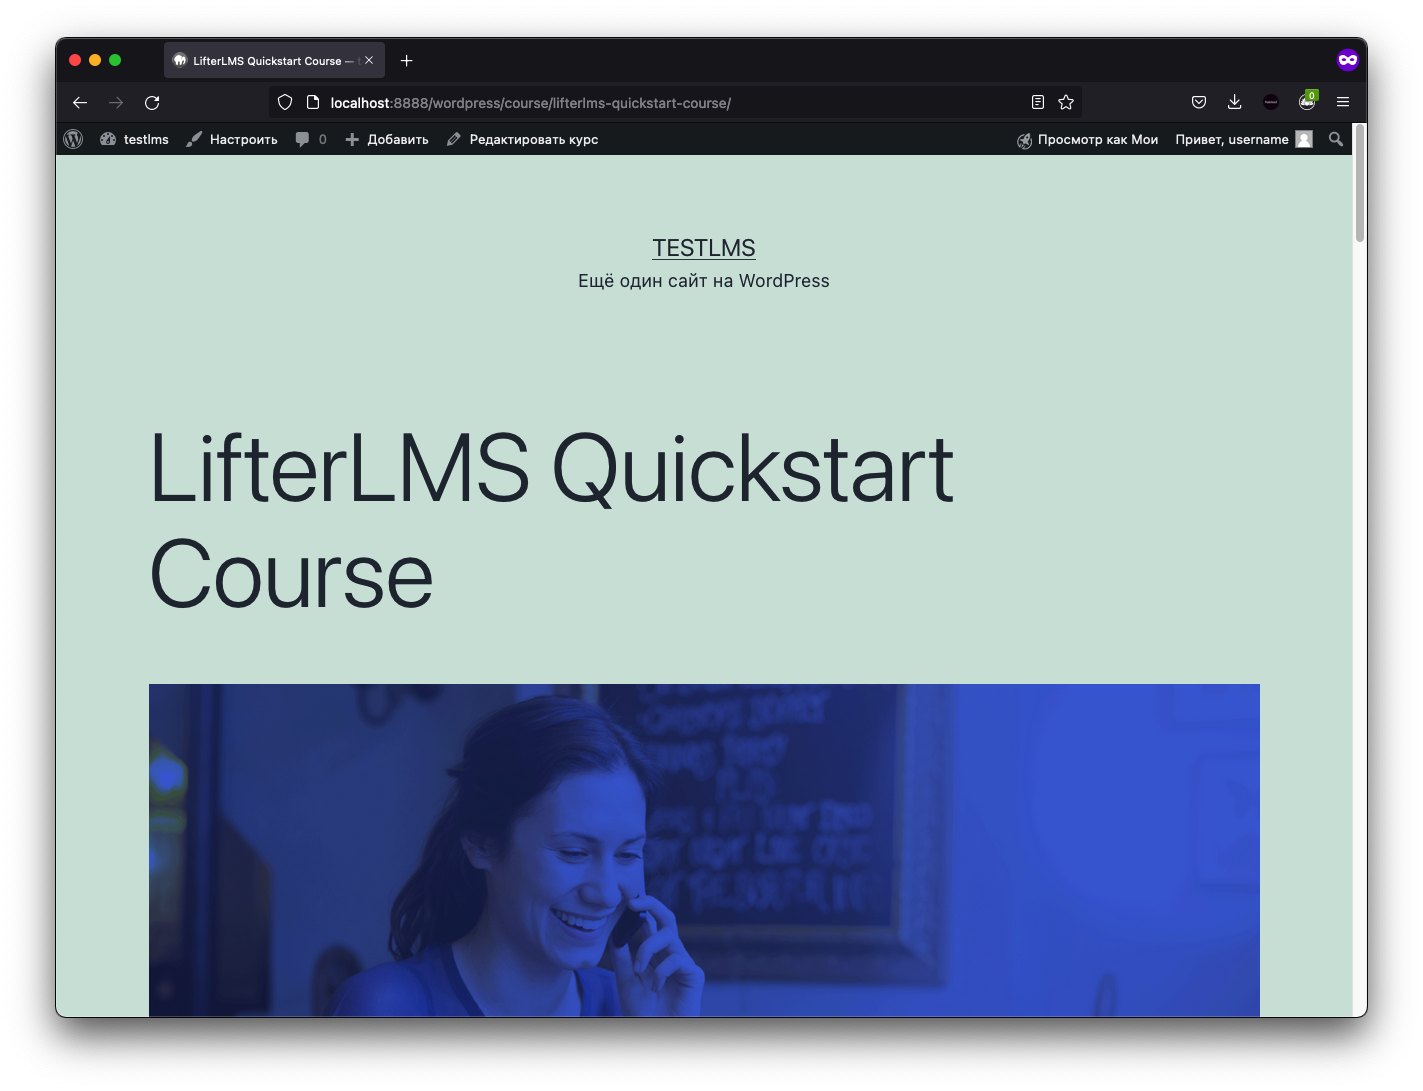 LifterLMS Quickstart Course —
localhost:8888/wordpress/course/lifterlms-quickstart-course/
0
testlms Настроить 0 Добавить Редактировать курс Просмотр как Мои Привет, username
TESTLMS
Ещё один сайт на WordPress
LifterLMS Quickstart
Course